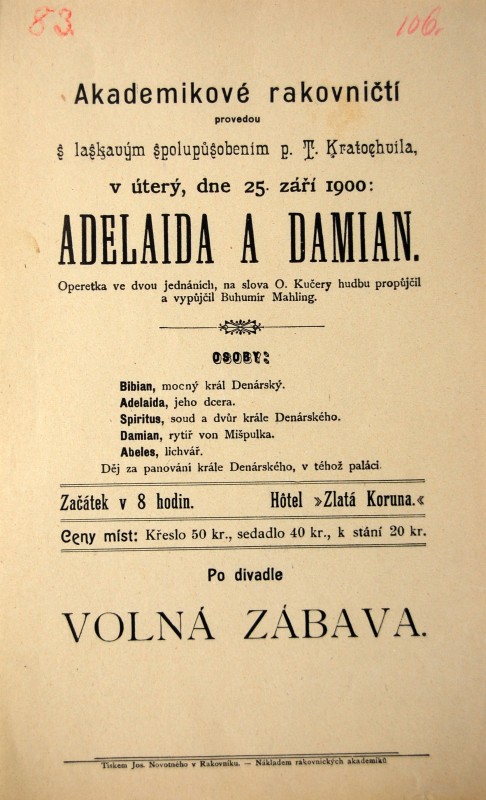 83.
106.
Akademikové rakovničtí
provedou
s laskavým spolupůsobením p. T. Kratochvila,
v úterý, dne 25. září 1900:
ADELAIDA A DAMIAN.
Operetka ve dvou jednáních, na slova O. Kučery hudbu propůjčil
a vypůjčil Buhumir Mahling.
OSOBY:
Bibian, mocný král Denárský.
Adelaida, jeho dcera.
Spiritus, soud a dvůr krále Denárského.
Damian, rytíř von Mišpulka.
Abeles, lichvář.
Děj za panování krále Denárského, v téhož paláci.
Začátek v 8 hodin. Hôtel »Zlatá Koruna.«
Ceny míst: Křeslo 50 kr., sedadlo 40 kr., k stání 20 kr.
Po divadle
VOLNÁ ZÁBAVA.
Tiskem Jos. Novotného v Rakovníku. — Nákladem rakovnických akademiků